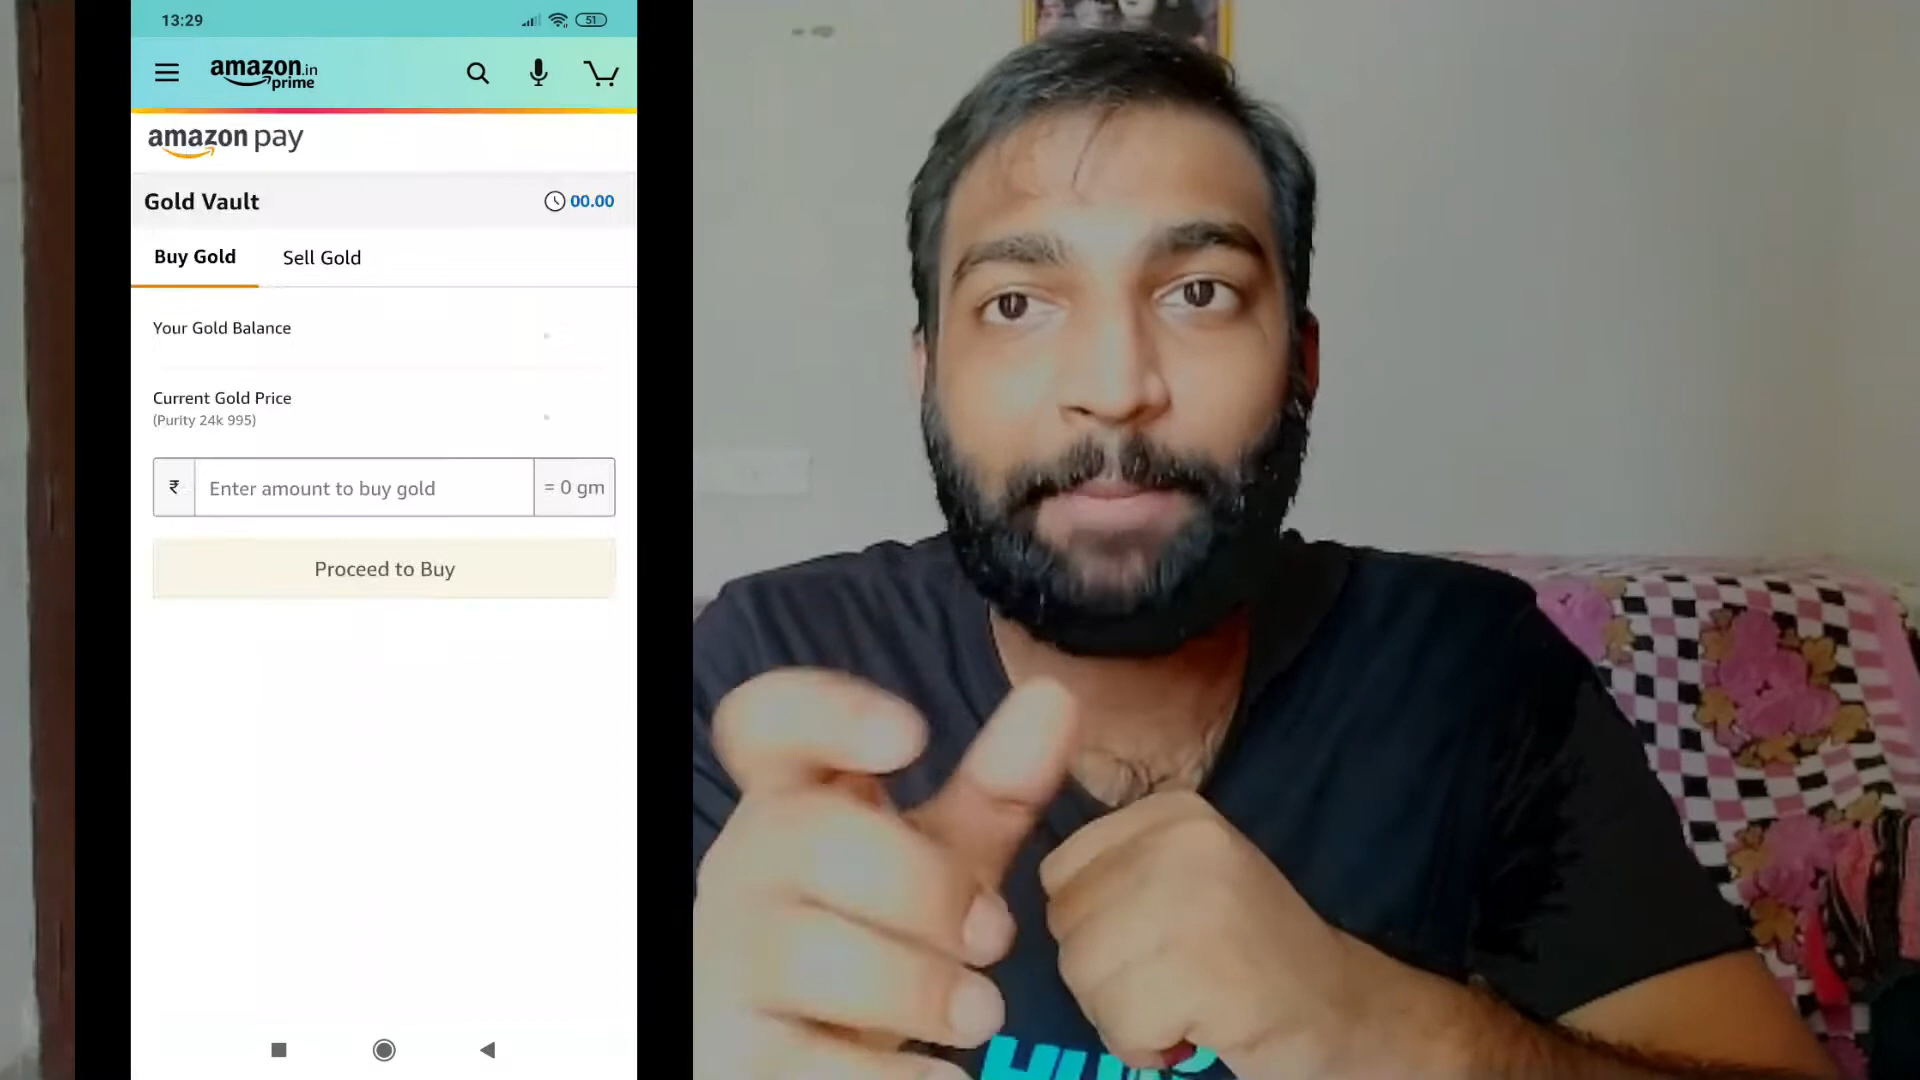 13:29
51
amazon.in
prime
amazon pay
Gold Vault
00.00
Buy Gold
Sell Gold
Your Gold Balance
Current Gold Price
(Purity 24k 995)
₹
Enter amount to buy gold
= 0 gm
Proceed to Buy